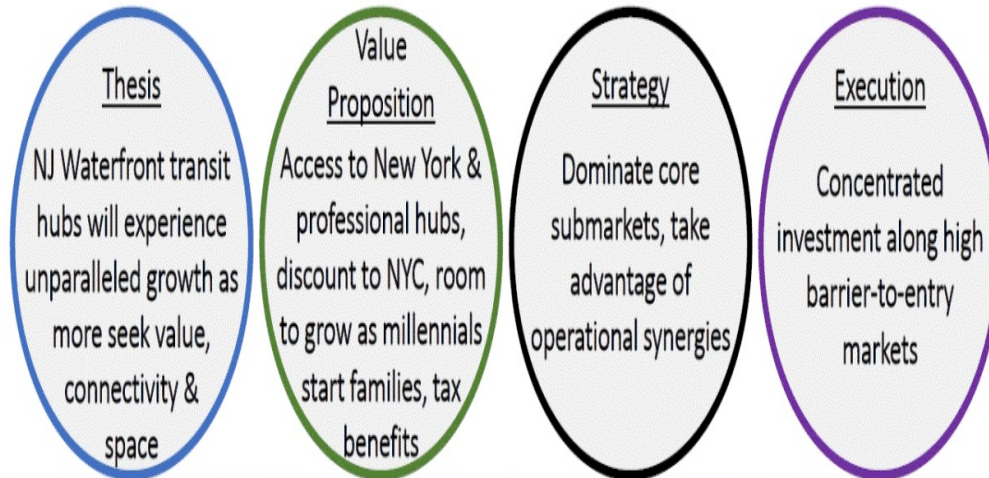 Thesis
NJ Waterfront transit
hubs will experience
unparalleled growth as
more seek value,
connectivity &
space
Value
Proposition
Access to New York &
professional hubs,
discount to NYC, room
to grow as millennials
start families, tax
benefits
Strategy
Dominate core
submarkets, take
advantage of
operational synergies
Execution
Concentrated
investment along high
barrier-to-entry
markets